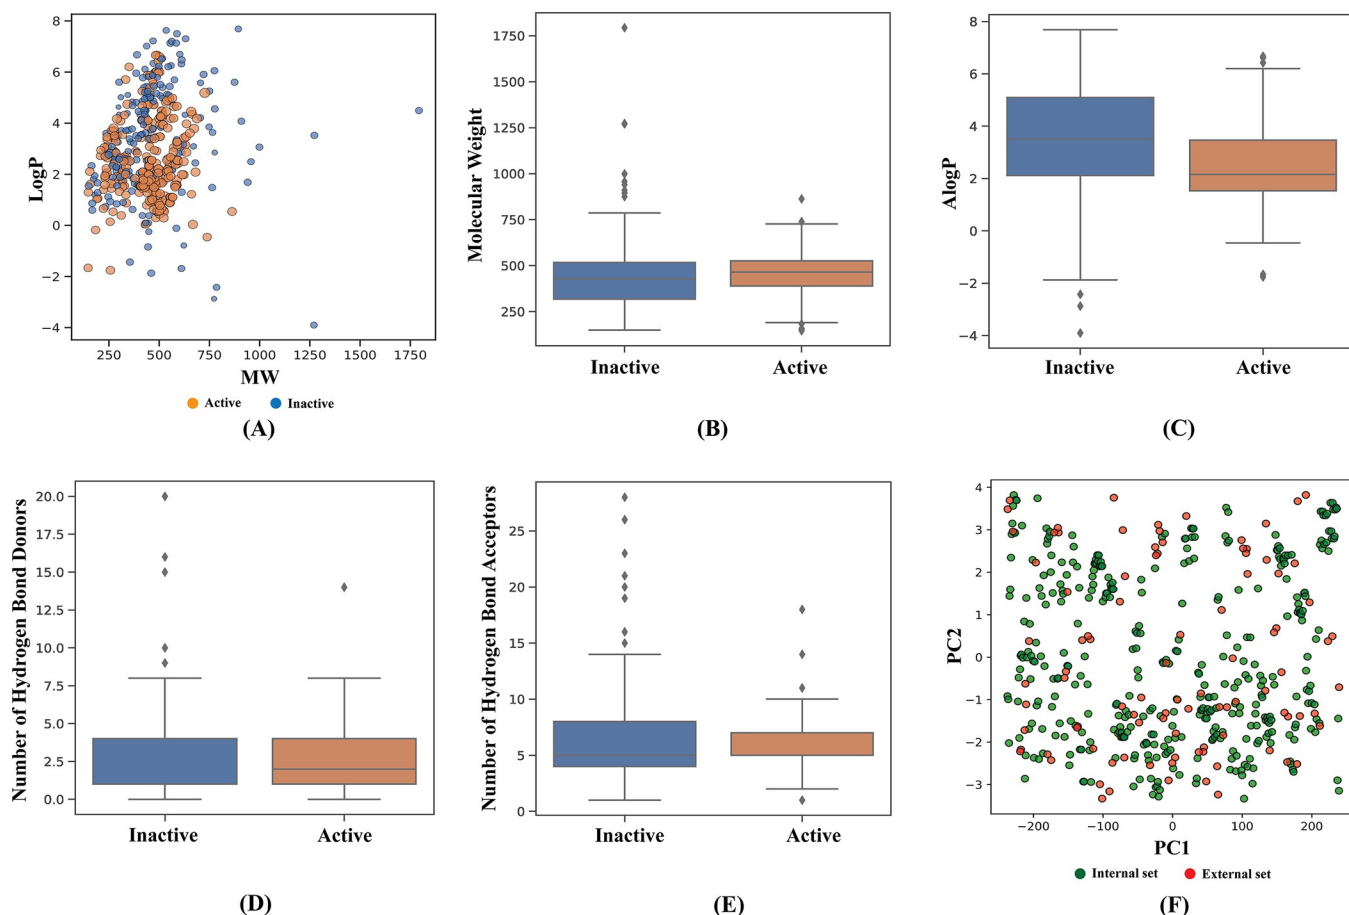 8
6
4
2
0
−2
−4
LogP
250 500 750 1000 1250 1500 1750
MW
Active Inactive
(A)
1750
1500
1250
1000
750
500
250
Molecular Weight
Inactive Active
(B)
8
6
4
2
0
−2
−4
AlogP
Inactive Active
(C)
20.0
17.5
15.0
12.5
10.0
7.5
5.0
2.5
0.0
Number of Hydrogen Bond Donors
Inactive Active
(D)
25
20
15
10
5
0
Number of Hydrogen Bond Acceptors
Inactive Active
(E)
4
3
2
1
0
−1
−2
−3
PC2
−200 −100 0 100 200
PC1
Internal set External set
(F)